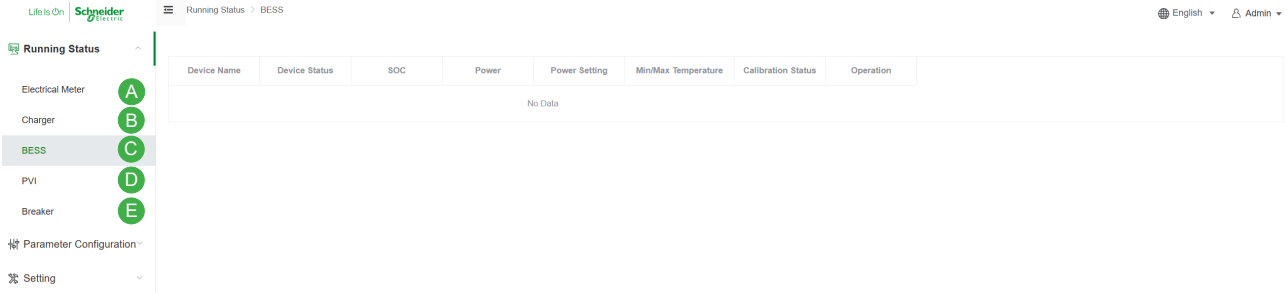 Life Is On Schneider Electric
Running Status > BESS
English
Admin
Running Status
Electrical Meter A
Charger B
BESS C
PVI D
Breaker E
Parameter Configuration
Setting
Device Name Device Status SOC Power Power Setting Min/Max Temperature Calibration Status Operation
No Data